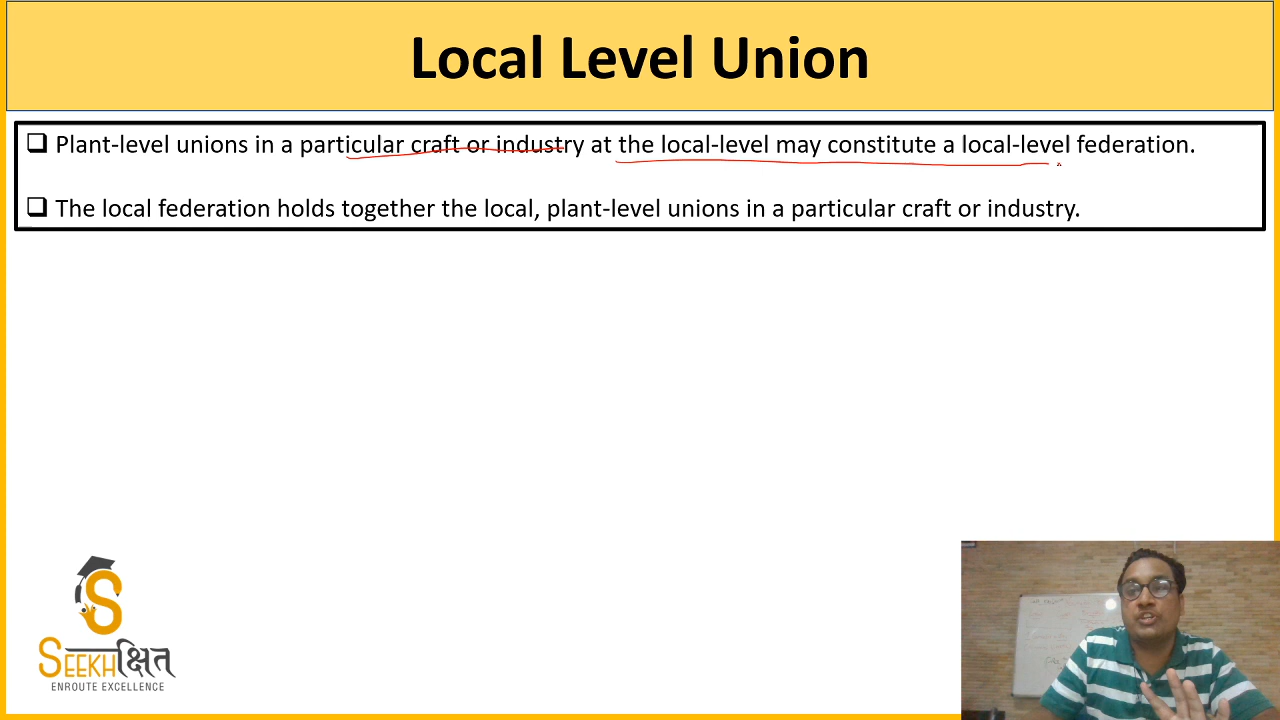 Local Level Union
❑ Plant-level unions in a particular craft or industry at the local-level may constitute a local-level federation.
❑ The local federation holds together the local, plant-level unions in a particular craft or industry.
S
SEEKHक्षित
ENROUTE EXCELLENCE